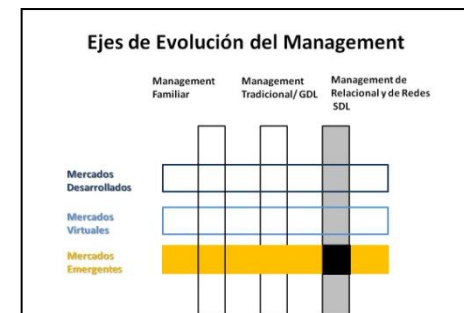 Ejes de Evolución del Management
Management
Familiar
Management
Tradicional/ GDL
Management de
Relacional y de Redes
SDL
Mercados
Desarrollados
Mercados
Virtuales
Mercados
Emergentes